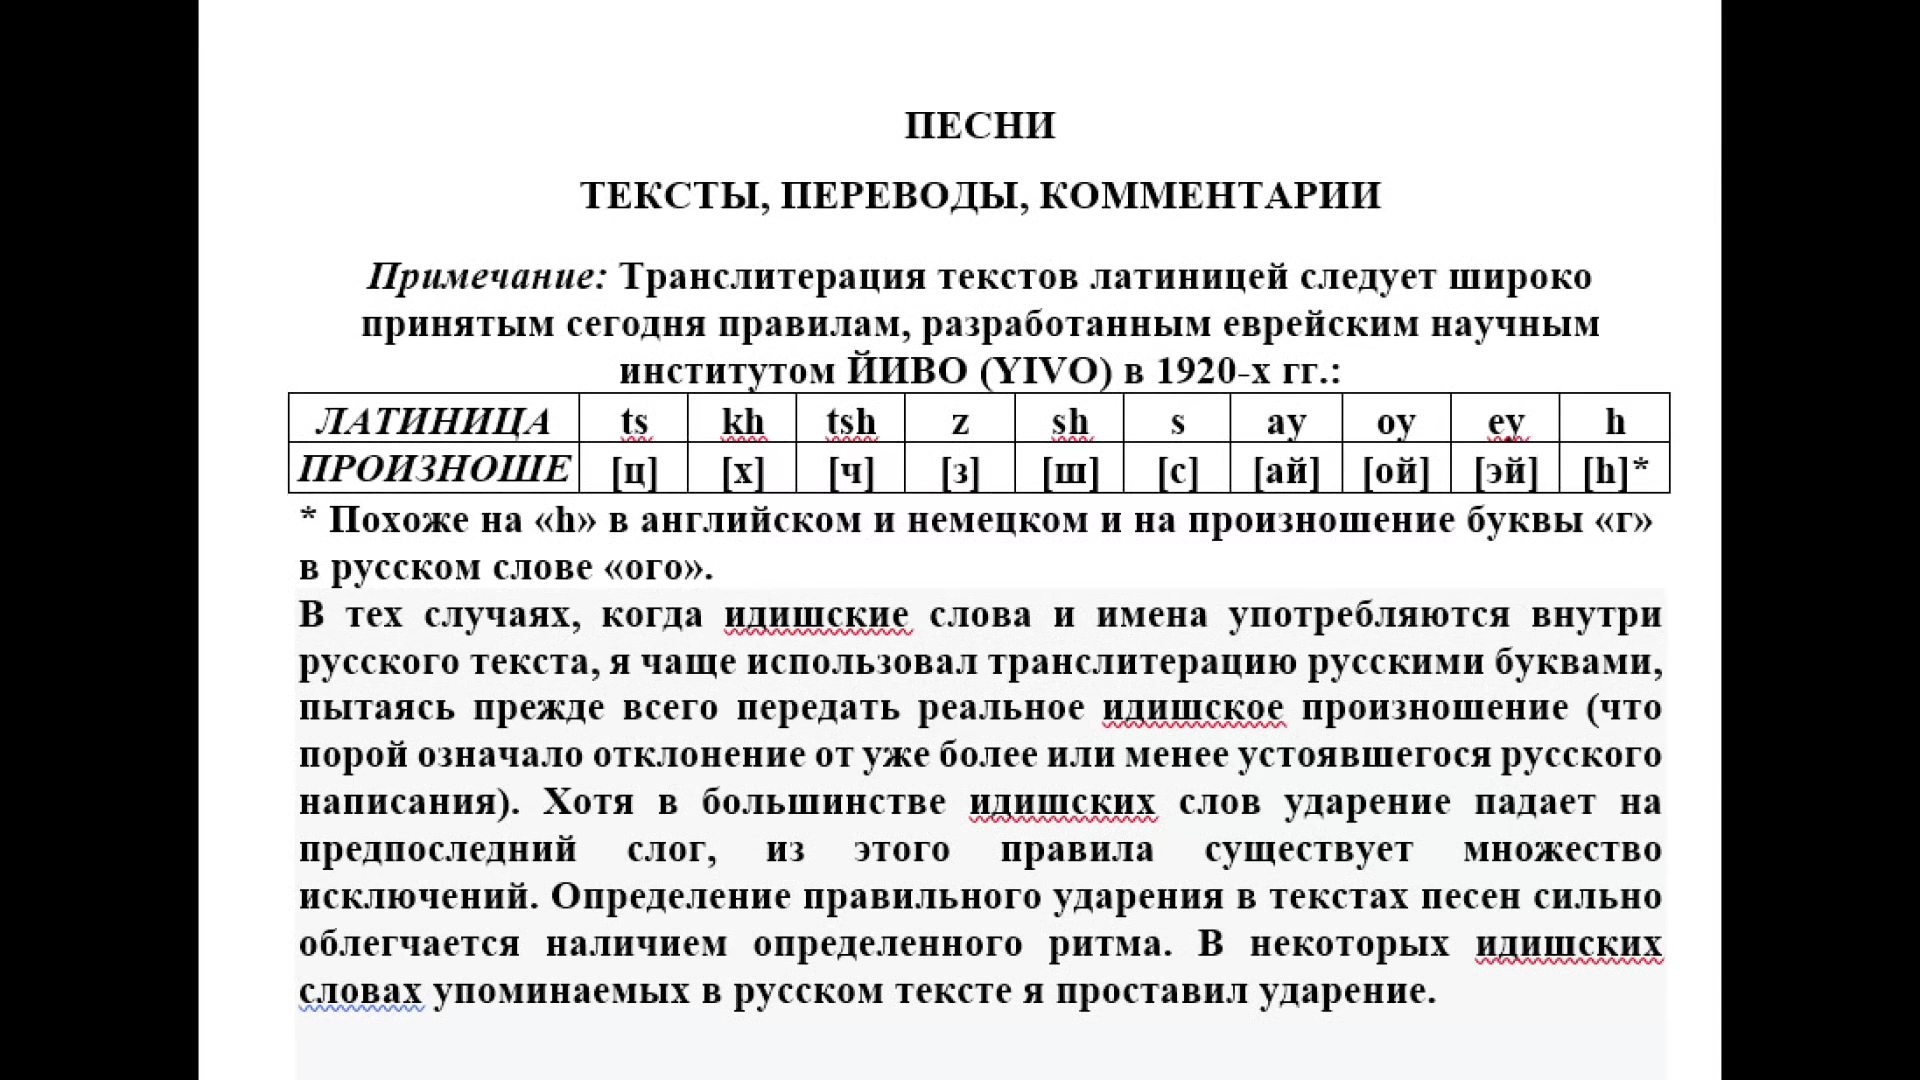 ПЕСНИ
ТЕКСТЫ, ПЕРЕВОДЫ, КОММЕНТАРИИ
Примечание: Транслитерация текстов латиницей следует широко
принятым сегодня правилам, разработанным еврейским научным
институтом ЙИВО (YIVO) в 1920-х гг.:
ЛАТИНИЦА ts kh tsh z sh s ay oy ey h
ПРОИЗНОШЕ [ц] [х] [ч] [з] [ш] [с] [ай] [ой] [эй] [h]*
* Похоже на «h» в английском и немецком и на произношение буквы «г»
в русском слове «ого».
В тех случаях, когда идишские слова и имена употребляются внутри
русского текста, я чаще использовал транслитерацию русскими буквами,
пытаясь прежде всего передать реальное идишское произношение (что
порой означало отклонение от уже более или менее устоявшегося русского
написания). Хотя в большинстве идишских слов ударение падает на
предпоследний слог, из этого правила существует множество
исключений. Определение правильного ударения в текстах песен сильно
облегчается наличием определенного ритма. В некоторых идишских
словах упоминаемых в русском тексте я проставил ударение.